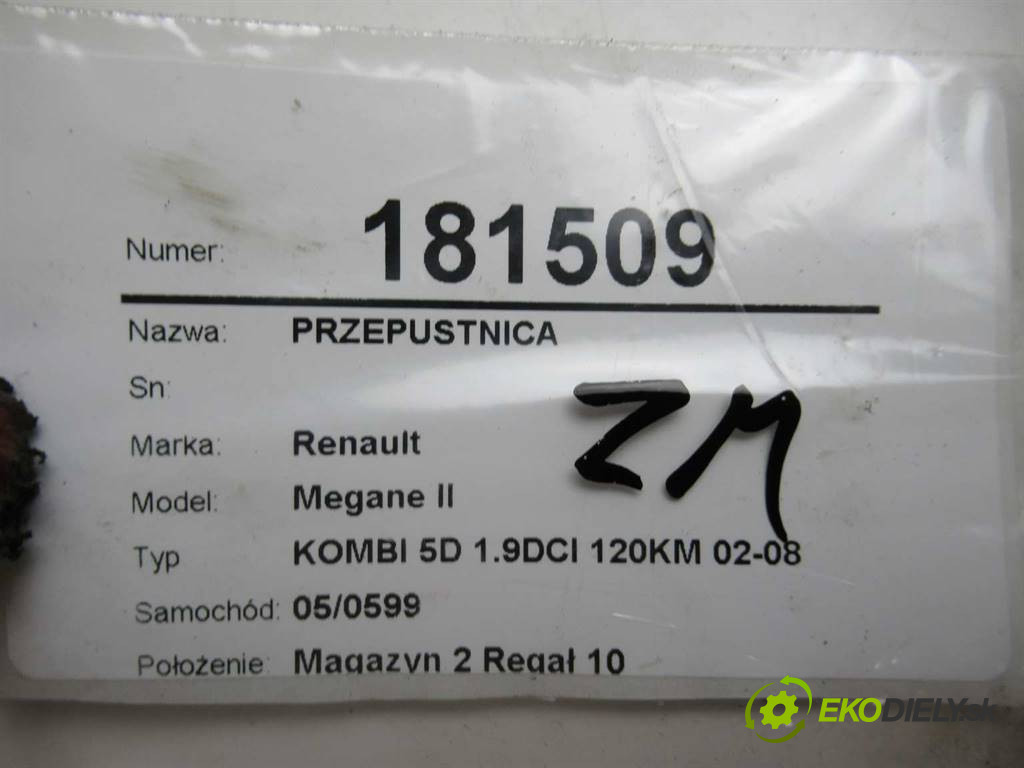 Numer: 181509
Nazwa: PRZEPUSTNICA
Sn:
Marka: Renault
Model: Megane II
Typ KOMBI 5D 1.9DCI 120KM 02-08
Samochód: 05/0599
Położenie: Magazyn 2 Regał 10
ZM
EKODIELY.sk